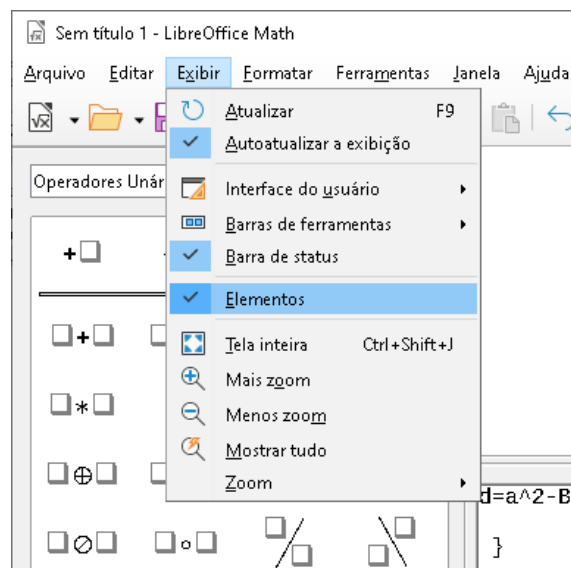 Sem título 1 - LibreOffice Math
Arquivo Editar Exibir Formatar Ferramentas Janela Ajuda
Atualizar F9
Autoatualizar a exibição
Operadores Unár
Interface do usuário
Barras de ferramentas
Barra de status
Elementos
Tela inteira Ctrl+Shift+J
Mais zoom
Menos zoom
Mostrar tudo
Zoom
d=a^2-B
}